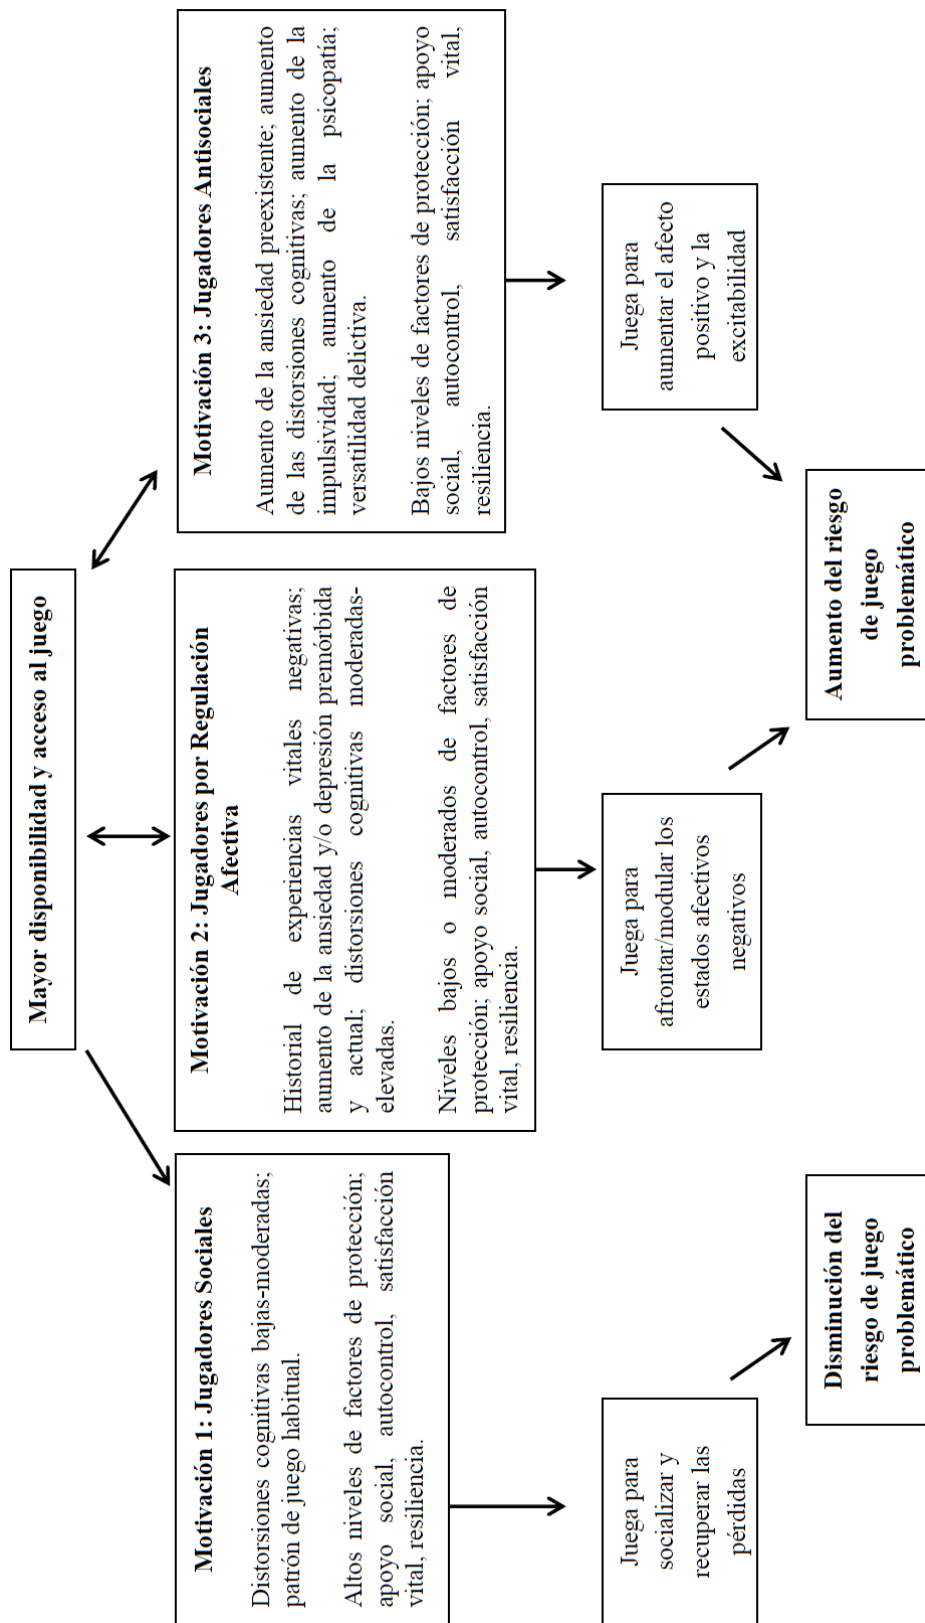 Mayor disponibilidad y acceso al juego
Motivación 1: Jugadores Sociales
Distorsiones cognitivas bajas-moderadas;
patrón de juego habitual.
Altos niveles de factores de protección;
apoyo social, autocontrol, satisfacción
vital, resiliencia.
Motivación 2: Jugadores por Regulación
Afectiva
Historial de experiencias vitales negativas;
aumento de la ansiedad y/o depresión premórbida
y actual; distorsiones cognitivas moderadas-
elevadas.
Niveles bajos o moderados de factores de
protección; apoyo social, autocontrol, satisfacción
vital, resiliencia.
Motivación 3: Jugadores Antisociales
Aumento de la ansiedad preexistente; aumento
de las distorsiones cognitivas; aumento de la
impulsividad; aumento de la psicopatía;
versatilidad delictiva.
Bajos niveles de factores de protección; apoyo
social, autocontrol, satisfacción vital,
resiliencia.
Juega para
socializar y
recuperar las
pérdidas
Juega para
afrontar/modular los
estados afectivos
negativos
Juega para
aumentar el afecto
positivo y la
excitabilidad
Disminución del
riesgo de juego
problemático
Aumento del riesgo
de juego
problemático